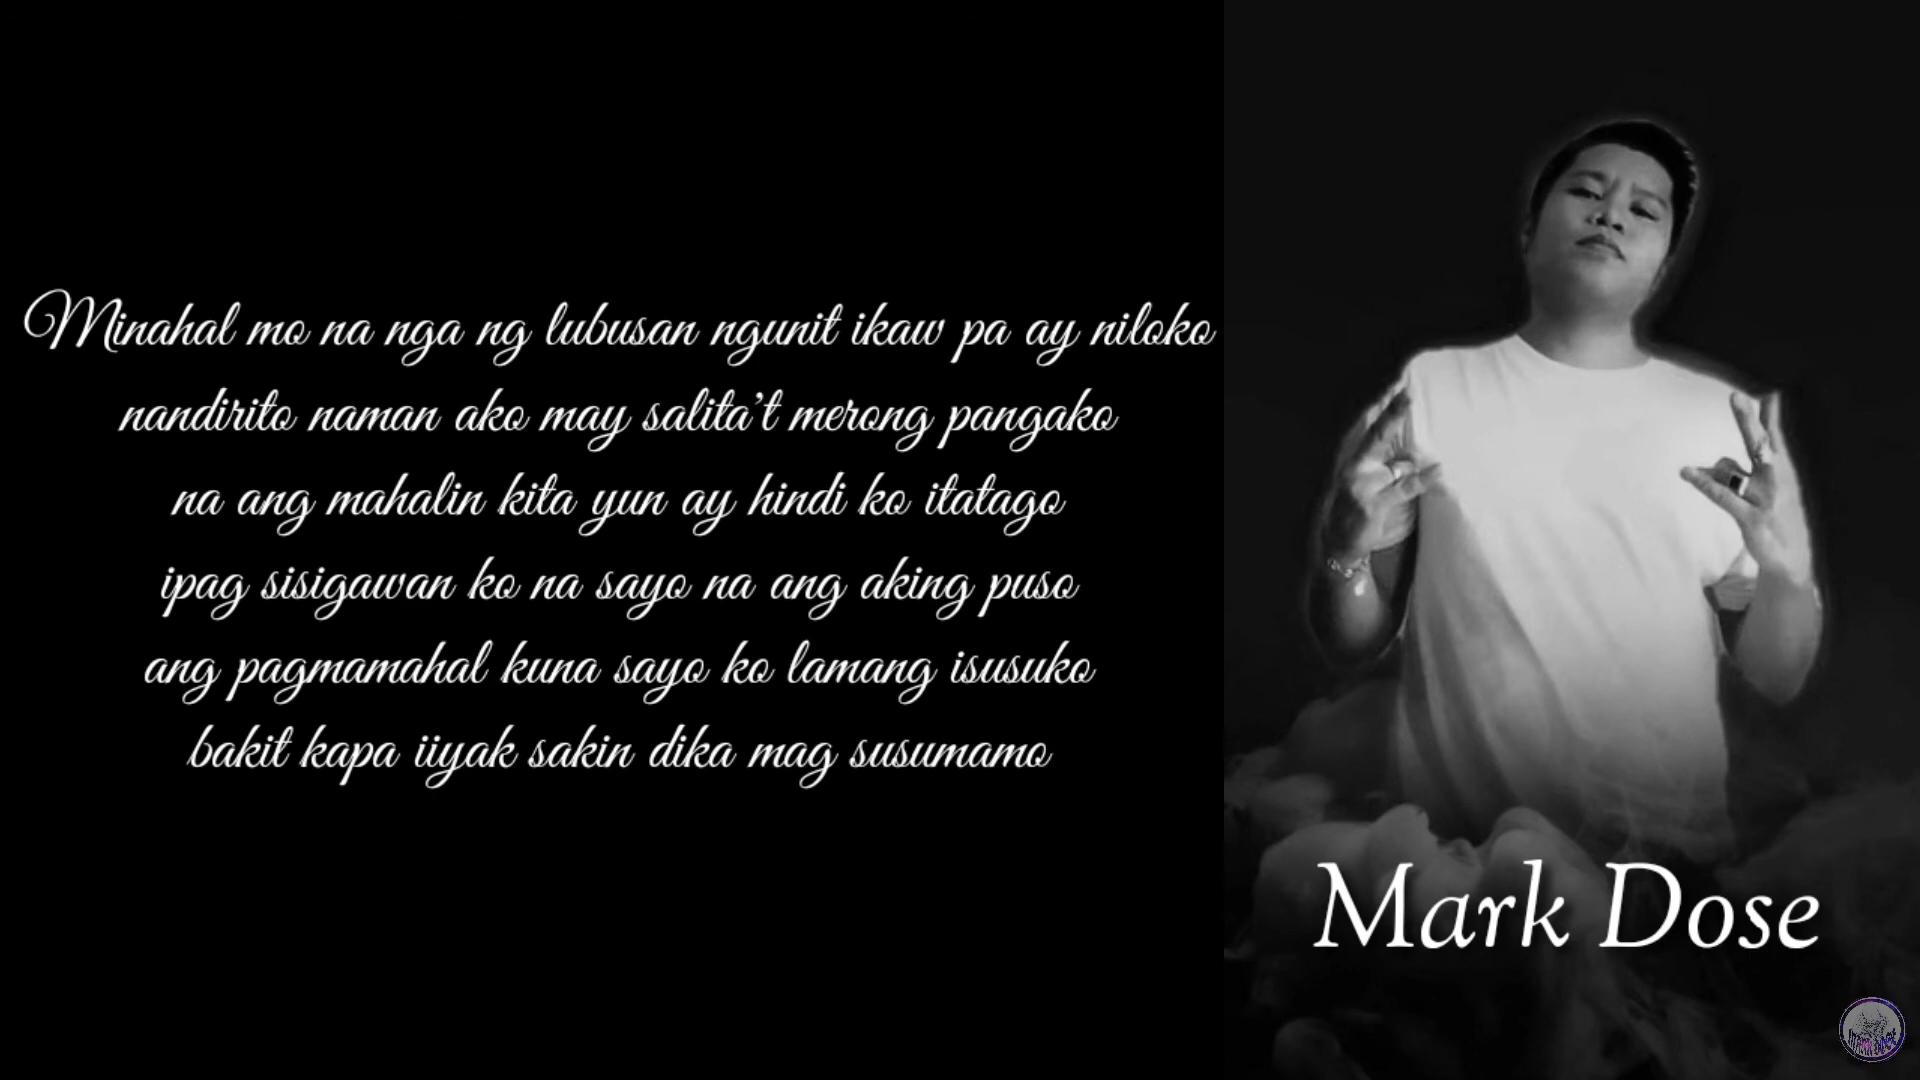 Minahal mo na nga ng lubusan ngunit ikaw pa ay niloko
nandirito naman ako may salita't merong pangako
na ang mahalin kita yun ay hindi ko itatago
ipag sisigawan ko na sayo na ang aking puso
ang pagmamahal kuna sayo ko lamang isusuko
bakit kapa iiyak sakin dika mag susumamo
Mark Dose